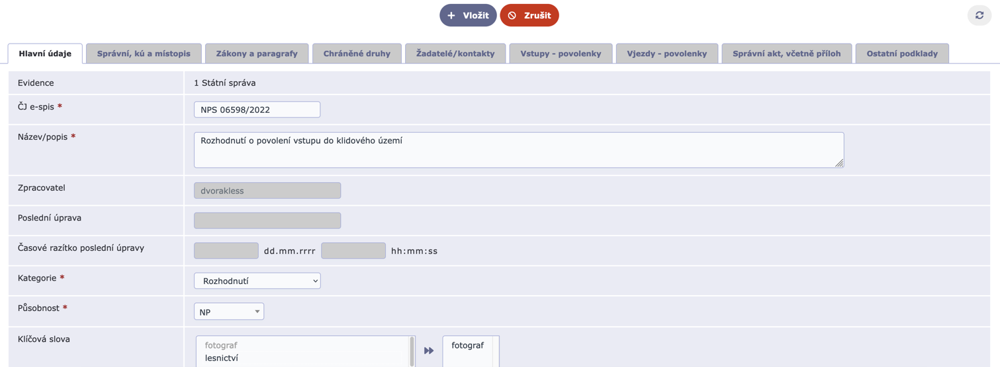 Vložit Zrušit
Hlavní údaje Správní, kú a místopis Zákony a paragrafy Chráněné druhy Žadatelé/kontakty Vstupy - povolenky Vjezdy - povolenky Správní akt, včetně příloh Ostatní podklady
Evidence 1 Státní správa
ČJ e-spis * NPS 06598/2022
Název/popis * Rozhodnutí o povolení vstupu do klidového území
Zpracovatel dvorakless
Poslední úprava
Časové razítko poslední úpravy dd.mm.rrrr hh:mm:ss
Kategorie * Rozhodnutí
Působnost * NP
Klíčová slova fotograf fotograf
lesnictví